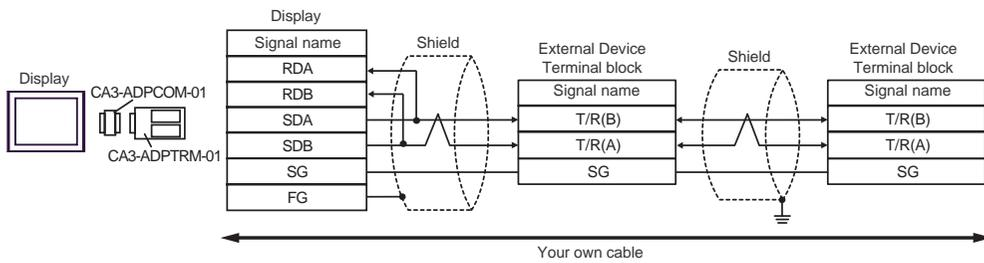 Display
CA3-ADPCOM-01
CA3-ADPTRM-01
Display
Signal name
RDA
RDB
SDA
SDB
SG
FG
Shield
External Device
Terminal block
Signal name
T/R(B)
T/R(A)
SG
Shield
External Device
Terminal block
Signal name
T/R(B)
T/R(A)
SG
Your own cable